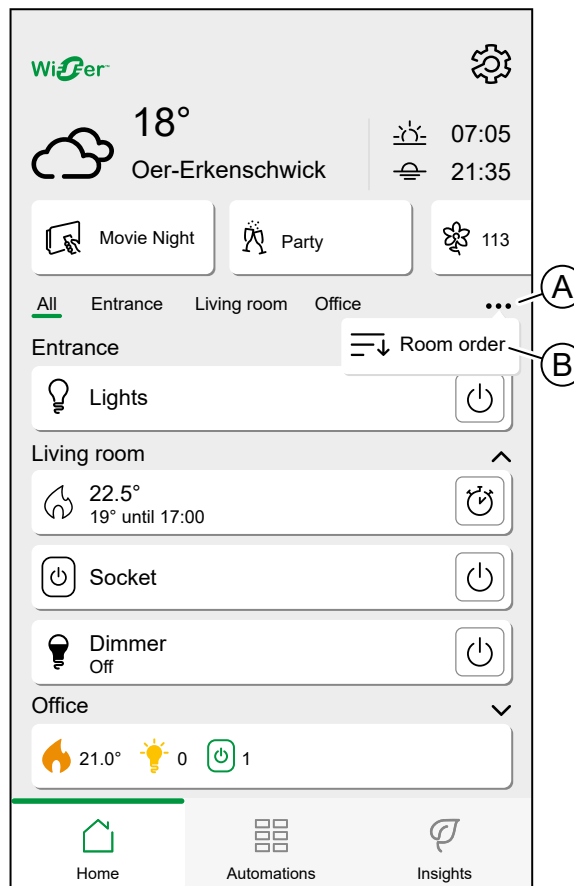 Wiser™
18°
Oer-Erkenschwick
07:05
21:35
Movie Night
Party
113
All Entrance Living room Office
A
Room order
B
Entrance
Lights
Living room
22.5°
19° until 17:00
Socket
Dimmer
Off
Office
21.0° 0 1
Home Automations Insights